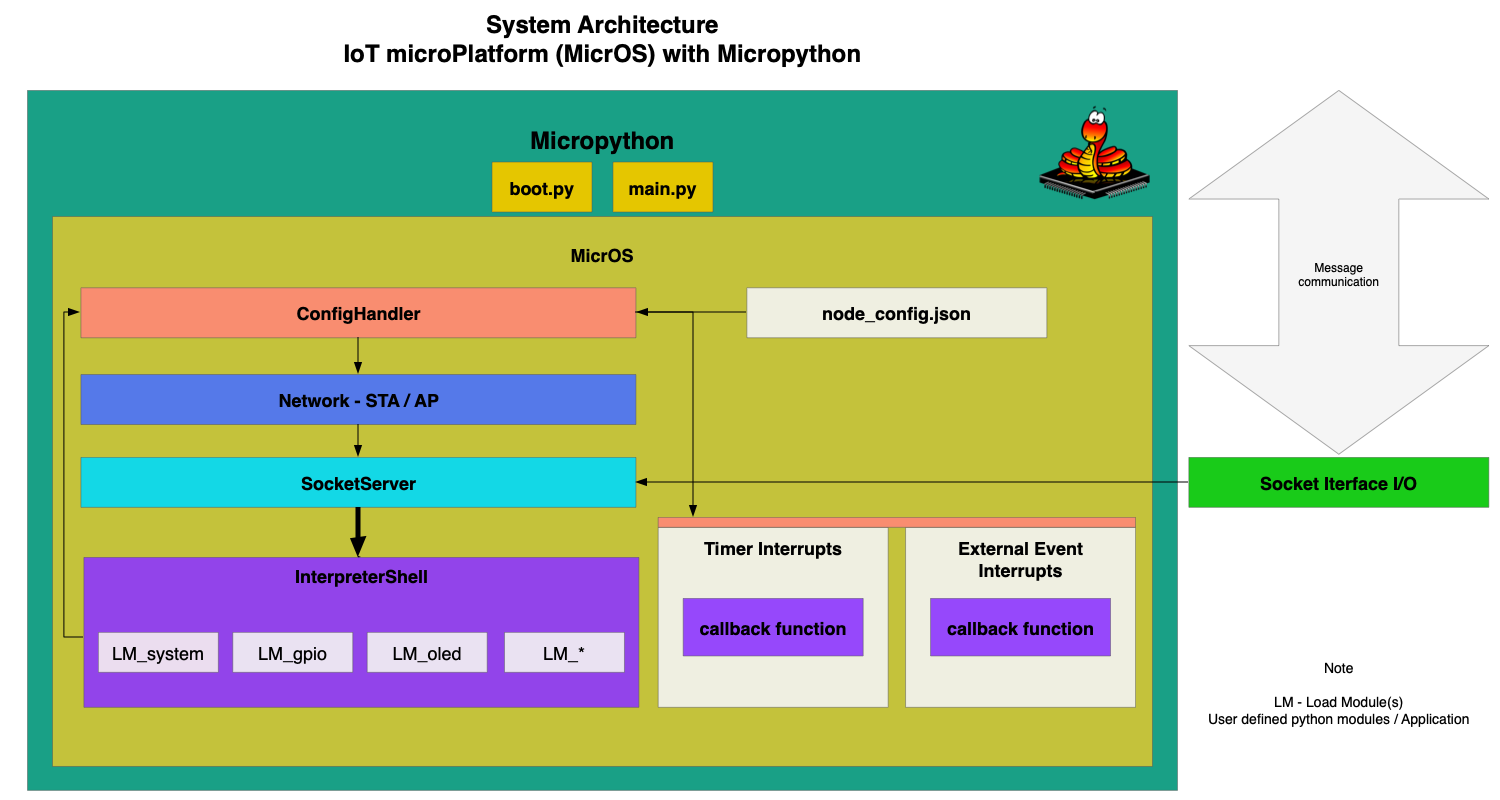 System Architecture
IoT microPlatform (MicrOS) with Micropython
Micropython
boot.py
main.py
MicrOS
ConfigHandler
node_config.json
Message
communication
Network - STA / AP
SocketServer
Socket Iterface I/O
InterpreterShell
LM_system
LM_gpio
LM_oled
LM_*
Timer Interrupts
callback function
External Event
Interrupts
callback function
Note
LM - Load Module(s)
User defined python modules / Application